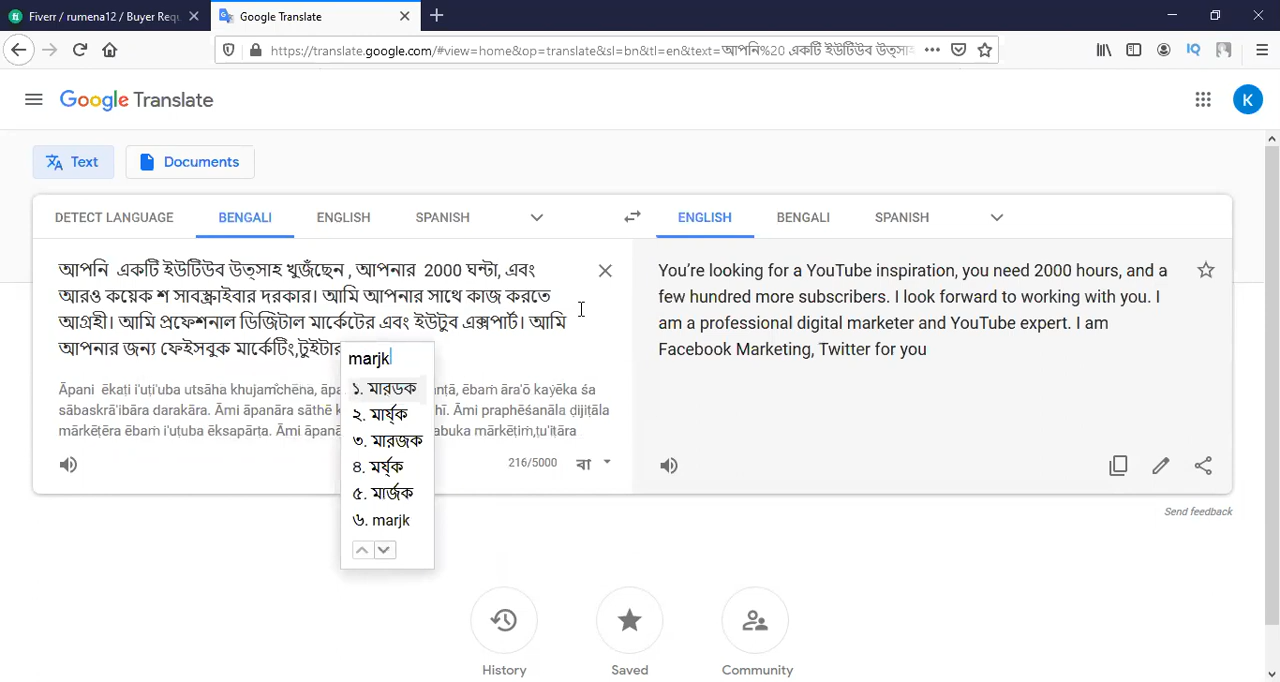 Fiverr / rumena12 / Buyer Requ
Google Translate
https://translate.google.com/#view=home&op=translate&sl=bn&tl=en&text=আপনি%20 একটি ইউটিউব উত্সাহ
IQ
Google Translate
K
Text
Documents
DETECT LANGUAGE
BENGALI
ENGLISH
SPANISH
ENGLISH
BENGALI
SPANISH
আপনি একটি ইউটিউব উত্সাহ খুজঁছেন , আপনার 2000 ঘন্টা, এবং
আরও কয়েক শ সাবস্ক্রাইবার দরকার। আমি আপনার সাথে কাজ করতে
আগ্রহী। আমি প্রফেশনাল ডিজিটাল মার্কেটের এবং ইউটুব এক্সপার্ট। আমি
আপনার জন্য ফেইসবুক মার্কেটিং,টুইটার
marjk
১. মারডক
২. মার্ষ্ক
৩. মারজক
৪. মর্ষ্ক
৫. মার্জক
৬. marjk
Āpani ēkaṭi i'uṭi'uba utsāha khujam̐chēna, āpa nṭā, ēbaṁ āra'ō kaẏēka śa
sābaskrā'ibāra darakāra. Āmi āpanāra sāthē k hī. Āmi praphēśanāla ḍijiṭāla
mārkēṭēra ēbaṁ i'uṭuba ēksapārṭa. Āmi āpanā abuka mārkēṭiṁ,ṭu'iṭāra
216/5000
বা
You're looking for a YouTube inspiration, you need 2000 hours, and a
few hundred more subscribers. I look forward to working with you. I
am a professional digital marketer and YouTube expert. I am
Facebook Marketing, Twitter for you
Send feedback
History
Saved
Community